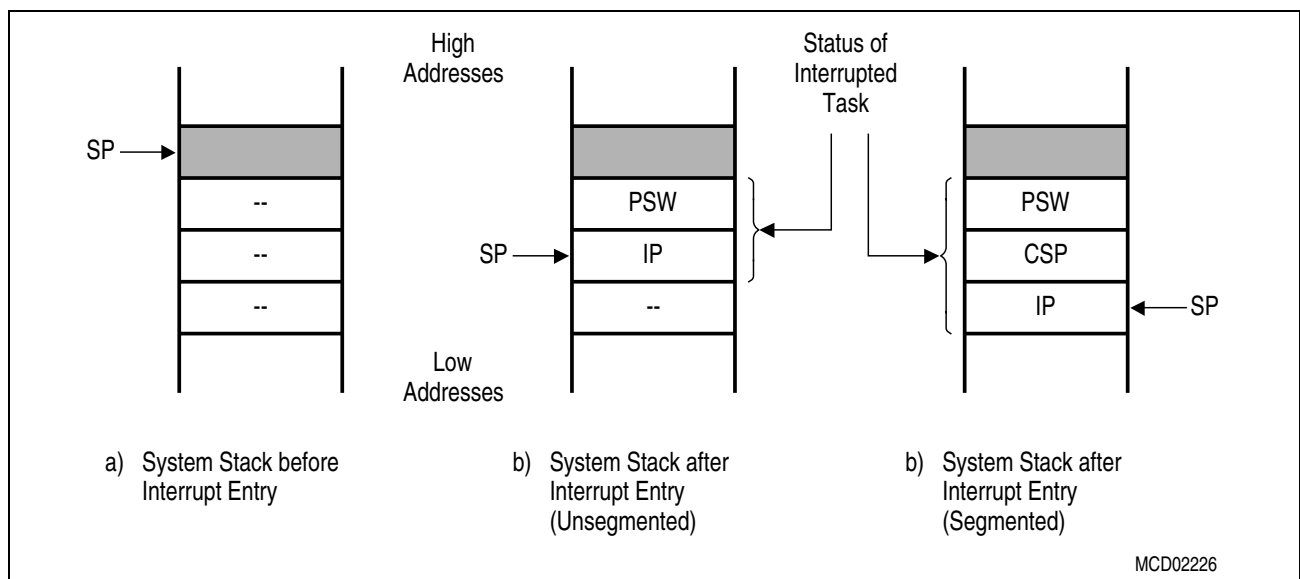 High
Addresses
Status of
Interrupted
Task
SP
--
--
--
PSW
SP
IP
--
PSW
CSP
IP
SP
Low
Addresses
a) System Stack before
Interrupt Entry
b) System Stack after
Interrupt Entry
(Unsegmented)
b) System Stack after
Interrupt Entry
(Segmented)
MCD02226